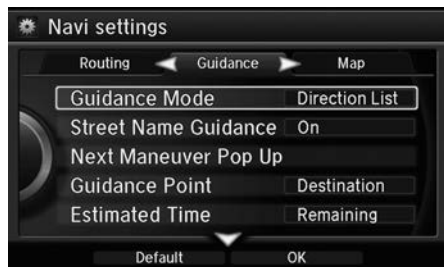 Navi settings
Routing Guidance Map
Guidance Mode Direction List
Street Name Guidance On
Next Maneuver Pop Up
Guidance Point Destination
Estimated Time Remaining
Default OK